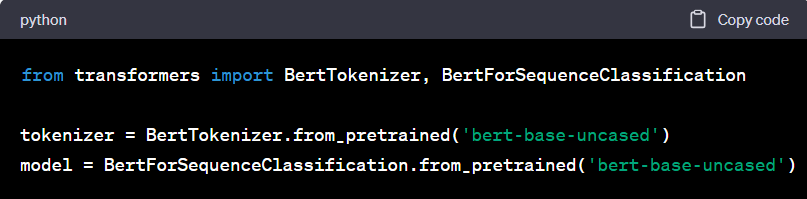 python Copy code
from transformers import BertTokenizer, BertForSequenceClassification
tokenizer = BertTokenizer.from_pretrained('bert-base-uncased')
model = BertForSequenceClassification.from_pretrained('bert-base-uncased')